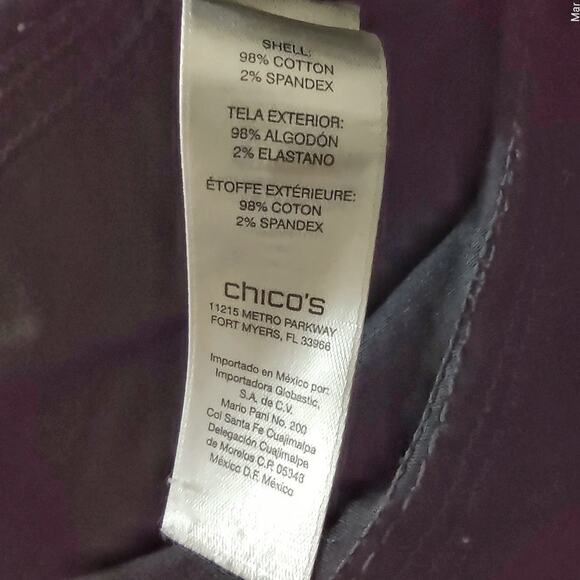 SHELL:
98% COTTON
2% SPANDEX
TELA EXTERIOR:
98% ALGODÓN
2% ELASTANO
ÉTOFFE EXTÉRIEURE:
98% COTON
2% SPANDEX
chico's
11215 METRO PARKWAY
FORT MYERS, FL 33966
Importado en México por:
Importadora Globastic,
S.A. de C.V.
Mario Pani No. 200
Col Santa Fe Cuajimalpa
Delegación Cuajimalpa
de Morelos C.P. 05348
México D.F. México
Mar